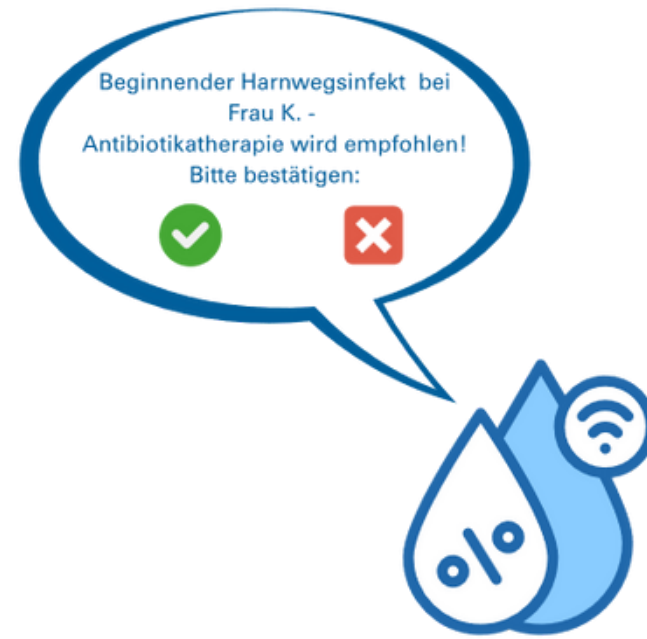 Beginnender Harnwegsinfekt bei
Frau K. -
Antibiotikatherapie wird empfohlen!
Bitte bestätigen:
%